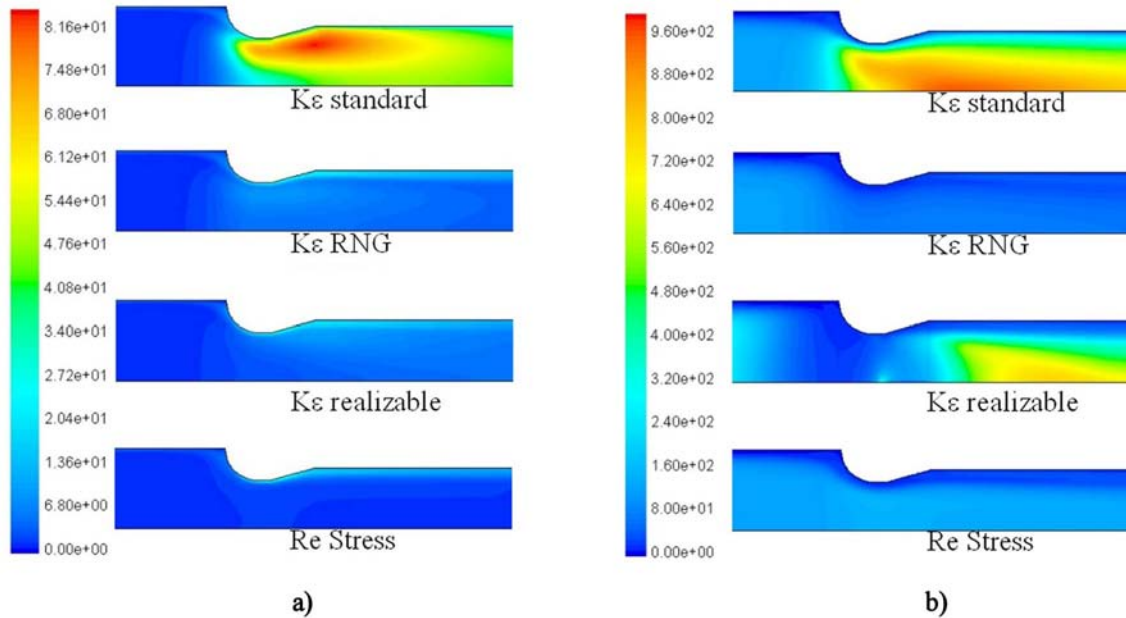 8.16e+01
7.48e+01
6.80e+01
6.12e+01
5.44e+01
4.76e+01
4.08e+01
3.40e+01
2.72e+01
2.04e+01
1.36e+01
6.80e+00
0.00e+00
Kε standard
Kε RNG
Kε realizable
Re Stress
a)
9.60e+02
8.80e+02
8.00e+02
7.20e+02
6.40e+02
5.60e+02
4.80e+02
4.00e+02
3.20e+02
2.40e+02
1.60e+02
8.00e+01
0.00e+00
Kε standard
Kε RNG
Kε realizable
Re Stress
b)